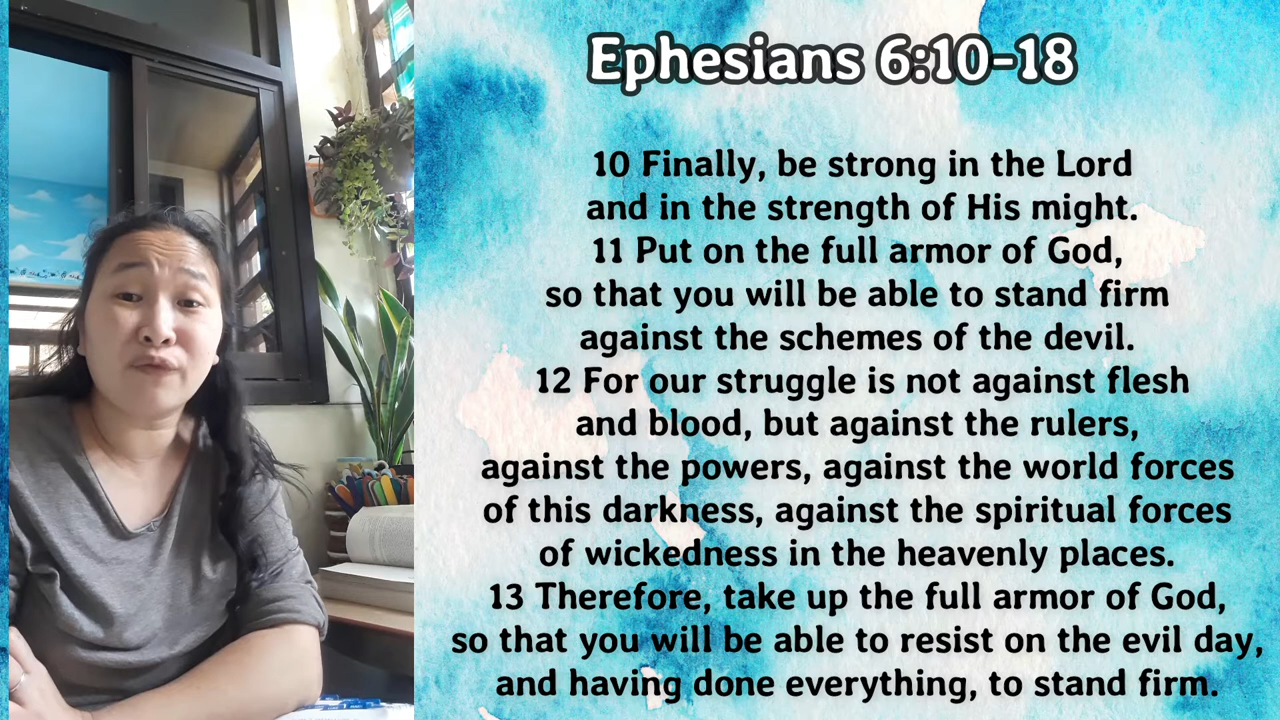 Ephesians 6:10-18
10 Finally, be strong in the Lord
and in the strength of His might.
11 Put on the full armor of God,
so that you will be able to stand firm
against the schemes of the devil.
12 For our struggle is not against flesh
and blood, but against the rulers,
against the powers, against the world forces
of this darkness, against the spiritual forces
of wickedness in the heavenly places.
13 Therefore, take up the full armor of God,
so that you will be able to resist on the evil day,
and having done everything, to stand firm.